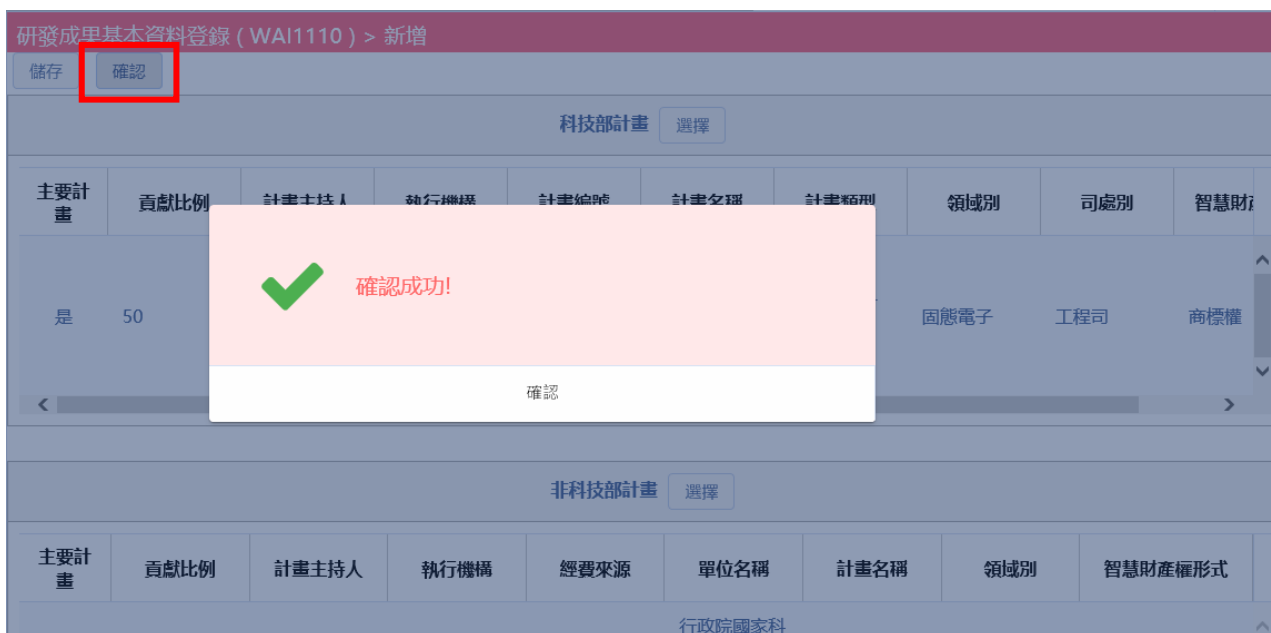 研發成果基本資料登錄 ( WAI1110 ) > 新增
儲存 確認
科技部計畫 選擇
主要計畫 貢獻比例 計畫主持人 執行機構 計畫編號 計畫名稱 計畫類型 領域別 司處別 智慧財
確認成功!
是 50 固態電子 工程司 商標權
確認
非科技部計畫 選擇
主要計畫 貢獻比例 計畫主持人 執行機構 經費來源 單位名稱 計畫名稱 領域別 智慧財產權形式
行政院國家科